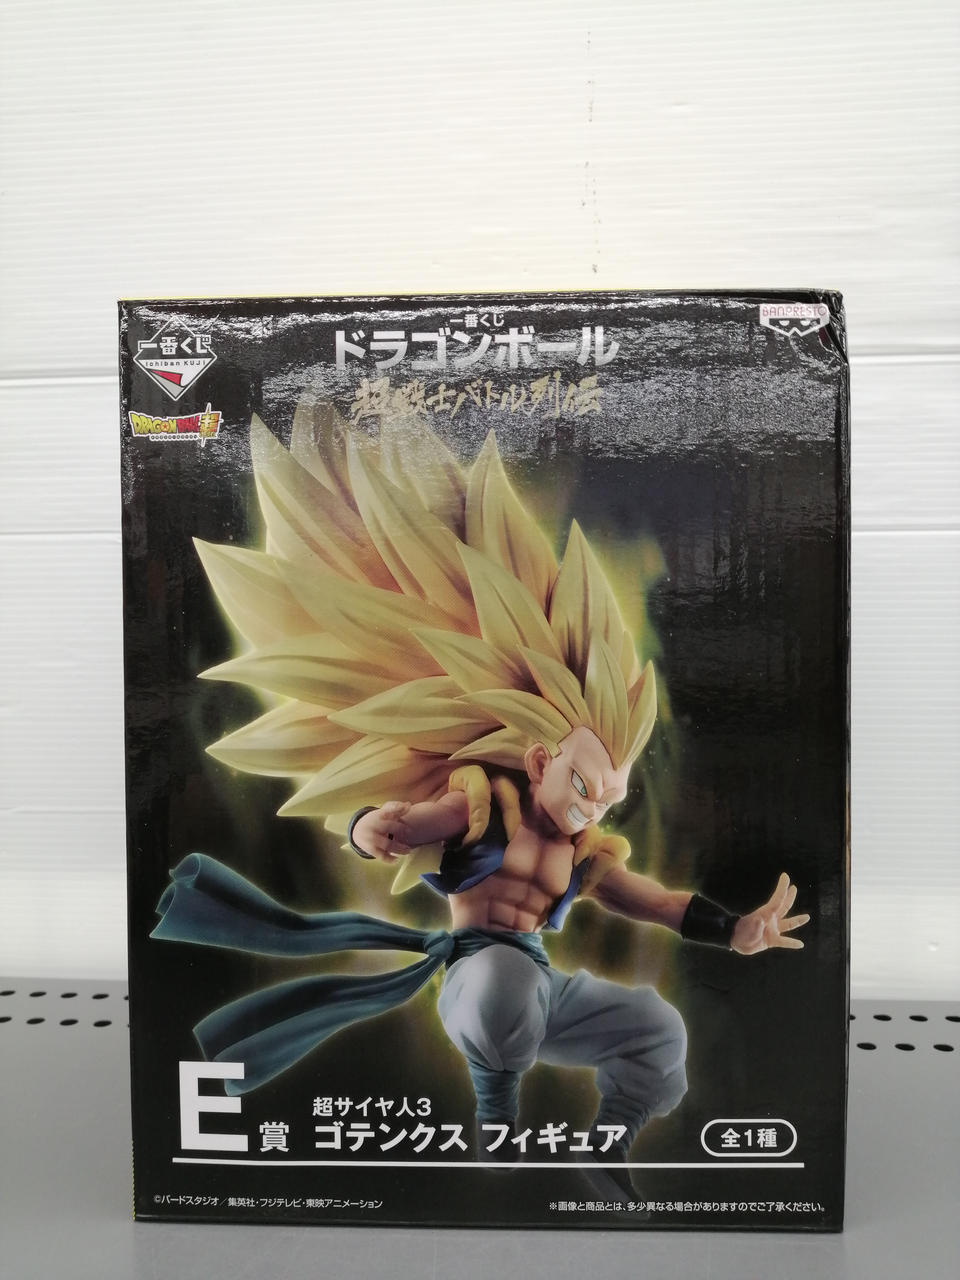 一番くじ
Ichiban KUJI
一番くじ
ドラゴンボール
超戦士バトル列伝
BANPRESTO
DRAGON BALL 超
E賞
超サイヤ人3
ゴテンクス フィギュア
全1種
©バードスタジオ／集英社・フジテレビ・東映アニメーション
※画像と商品とは、多少異なる場合がありますのでご了承ください。